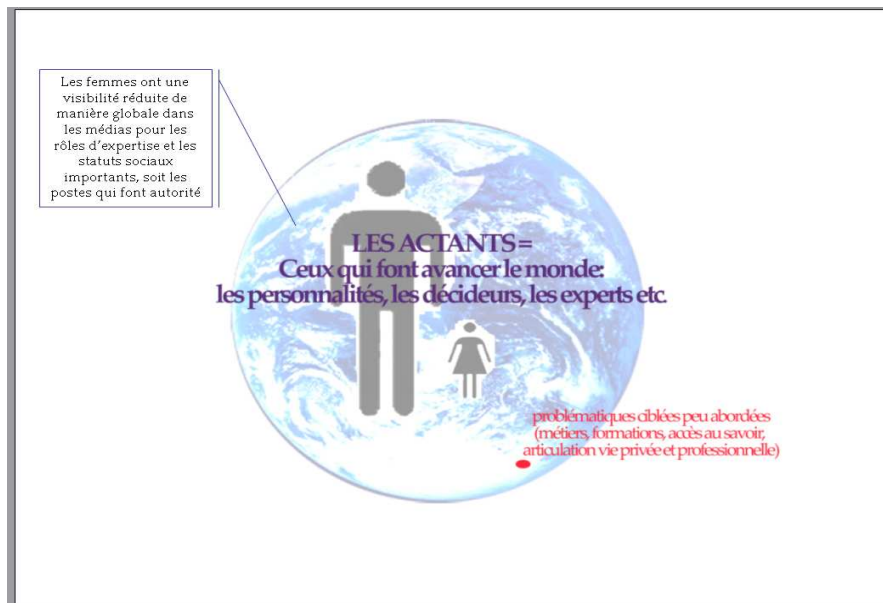 Les femmes ont une
visibilité réduite de
manière globale dans
les médias pour les
rôles d’expertise et les
statuts sociaux
importants, soit les
postes qui font autorité
LES ACTANTS=
Ceux qui font avancer le monde:
les personnalités, les décideurs, les experts etc.
problématiques ciblées peu abordées
(métiers, formations, accès au savoir,
articulation vie privée et professionnelle)